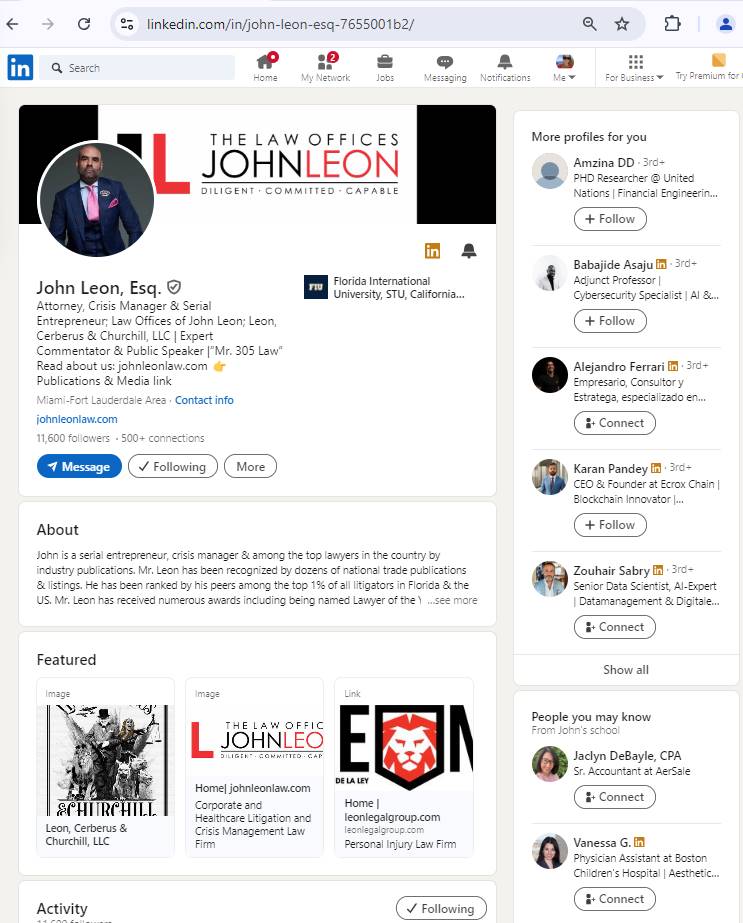 linkedin.com/in/john-leon-esq-7655001b2/
in
Search
Home
2
My Network
Jobs
Messaging
Notifications
Me
For Business
Try Premium for
THE LAW OFFICES
JOHNLEON
DILIGENT · COMMITTED · CAPABLE
in
John Leon, Esq.
Attorney, Crisis Manager & Serial
Entrepreneur; Law Offices of John Leon; Leon,
Cerberus & Churchill, LLC | Expert
Commentator & Public Speaker |“Mr. 305 Law”
Read about us: johnleonlaw.com 👉
Publications & Media link
FIU
Florida International
University, STU, California...
Miami-Fort Lauderdale Area · Contact info
johnleonlaw.com
11,600 followers · 500+ connections
Message
Following
More
About
John is a serial entrepreneur, crisis manager & among the top lawyers in the country by
industry publications. Mr. Leon has been recognized by dozens of national trade publications
& listings. He has been ranked by his peers among the top 1% of all litigators in Florida & the
US. Mr. Leon has received numerous awards including being named Lawyer of the ...see more
Featured
Image
& CHURCHILL
Leon, Cerberus &
Churchill, LLC
Image
THE LAW OFFIC
JOHNLEO
DILIGENT · COMMITTED · CAP
Home| johnleonlaw.com
Corporate and
Healthcare Litigation and
Crisis Management Law
Firm
Link
DE LA LEY
Home |
leonlegalgroup.com
leonlegalgroup.com
Personal Injury Law Firm
Activity
11,600 followers
Following
More profiles for you
Amzina DD · 3rd+
PHD Researcher @ United
Nations | Financial Engineerin...
+ Follow
Babajide Asaju in · 3rd+
Adjunct Professor |
Cybersecurity Specialist | AI &...
+ Follow
Alejandro Ferrari in · 3rd+
Empresario, Consultor y
Estratega, especializado en...
Connect
Karan Pandey in · 3rd+
CEO & Founder at Ecrox Chain |
Blockchain Innovator |...
+ Follow
Zouhair Sabry in · 3rd+
Senior Data Scientist, AI-Expert
| Datamanagement & Digitale...
Connect
Show all
People you may know
From John's school
Jaclyn DeBayle, CPA
Sr. Accountant at AerSale
Connect
Vanessa G. in
Physician Assistant at Boston
Children's Hospital | Aesthetic...
Connect